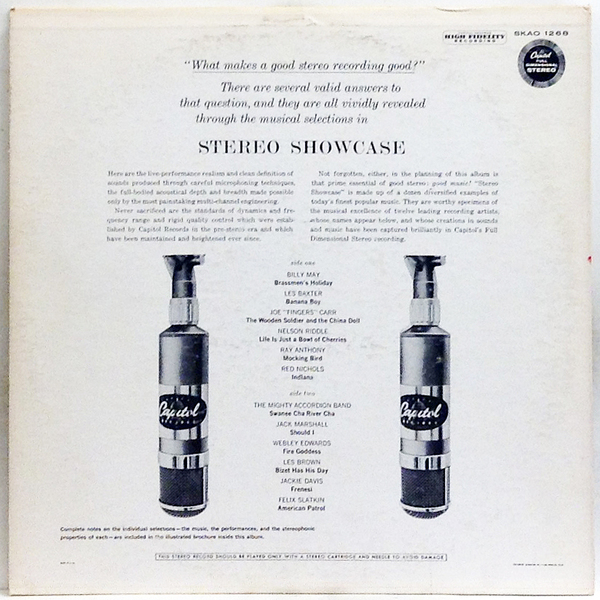 HIGH FIDELITY
RECORDING
SKAO 1268
Capitol
FULL
DIMENSIONAL
STEREO
"What makes a good stereo recording good?"
There are several valid answers to
that question, and they are all vividly revealed
through the musical selections in
STEREO SHOWCASE
Here are the live-performance realism and clean definition of
sounds produced through careful microphoning techniques,
the full-bodied acoustical depth and breadth made possible
only by the most painstaking multi-channel engineering.
Never sacrificed are the standards of dynamics and fre-
quency range and rigid quality control which were estab-
lished by Capitol Records in the pre-stereo era and which
have been maintained and heightened ever since.
Not forgotten, either, in the planning of this album is
that prime essential of good stereo: good music! "Stereo
Showcase" is made up of a dozen diversified examples of
today's finest popular music. They are worthy specimens of
the musical excellence of twelve leading recording artists,
whose names appear below, and whose creations in sounds
and music have been captured brilliantly in Capitol's Full
Dimensional Stereo recording.
side one
BILLY MAY
Brassmen's Holiday
LES BAXTER
Banana Boy
JOE "FINGERS" CARR
The Wooden Soldier and the China Doll
NELSON RIDDLE
Life Is Just a Bowl of Cherries
RAY ANTHONY
Mocking Bird
RED NICHOLS
Indiana
side two
THE MIGHTY ACCORDION BAND
Swanee Cha River Cha
JACK MARSHALL
Should I
WEBLEY EDWARDS
Fire Goddess
LES BROWN
Bizet Has His Day
JACKIE DAVIS
Frenesi
FELIX SLATKIN
American Patrol
Capitol
RECORDS
Capitol
RECORDS
Complete notes on the individual selections—the music, the performances, and the stereophonic
properties of each—are included in the illustrated brochure inside this album.
THIS STEREO RECORD SHOULD BE PLAYED ONLY WITH A STEREO CARTRIDGE AND NEEDLE TO AVOID DAMAGE